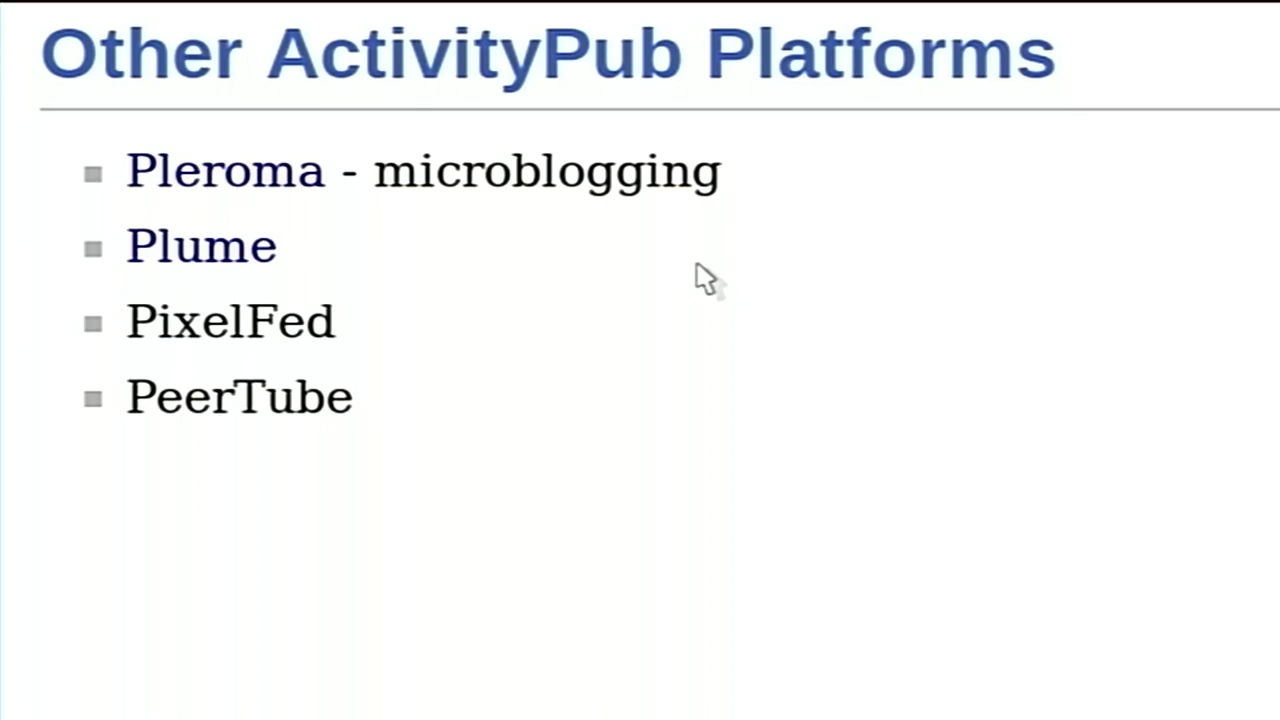 Other ActivityPub Platforms
Pleroma - microblogging
Plume
PixelFed
PeerTube